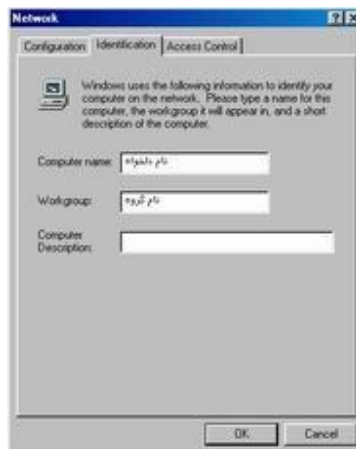 Network
Configuration Identification Access Control
Windows uses the following information to identify your
computer on the network. Please type a name for this
computer, the workgroup it will appear in, and a short
description of the computer.
Computer name: نام دلخواه
Workgroup: نام گروه
Computer
Description:
OK Cancel